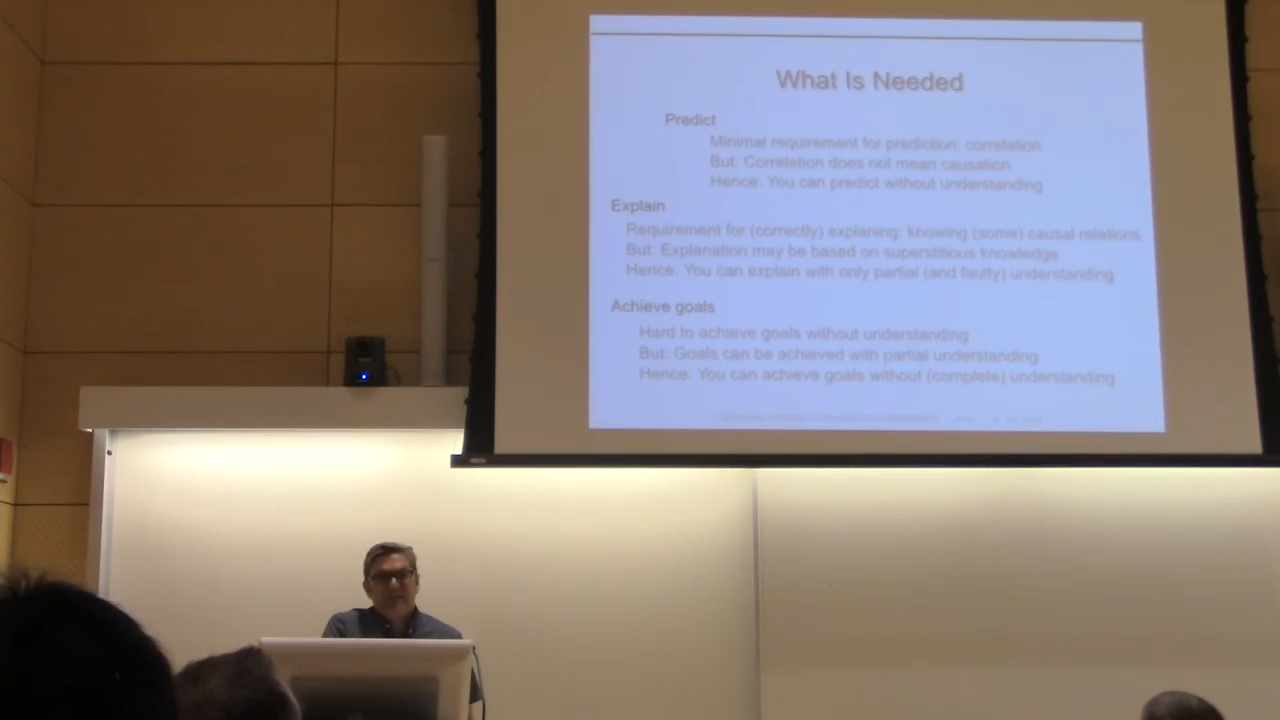 What Is Needed
Predict
Minimal requirement for prediction: correlation
But: Correlation does not mean causation
Hence: You can predict without understanding
Explain
Requirement for (correctly) explaning: knowing (some) causal relations
But: Explanation may be based on superstitious knowledge
Hence: You can explain with only partial (and faulty) understanding
Achieve goals
Hard to achieve goals without understanding
But: Goals can be achieved with partial understanding
Hence: You can achieve goals without (complete) understanding